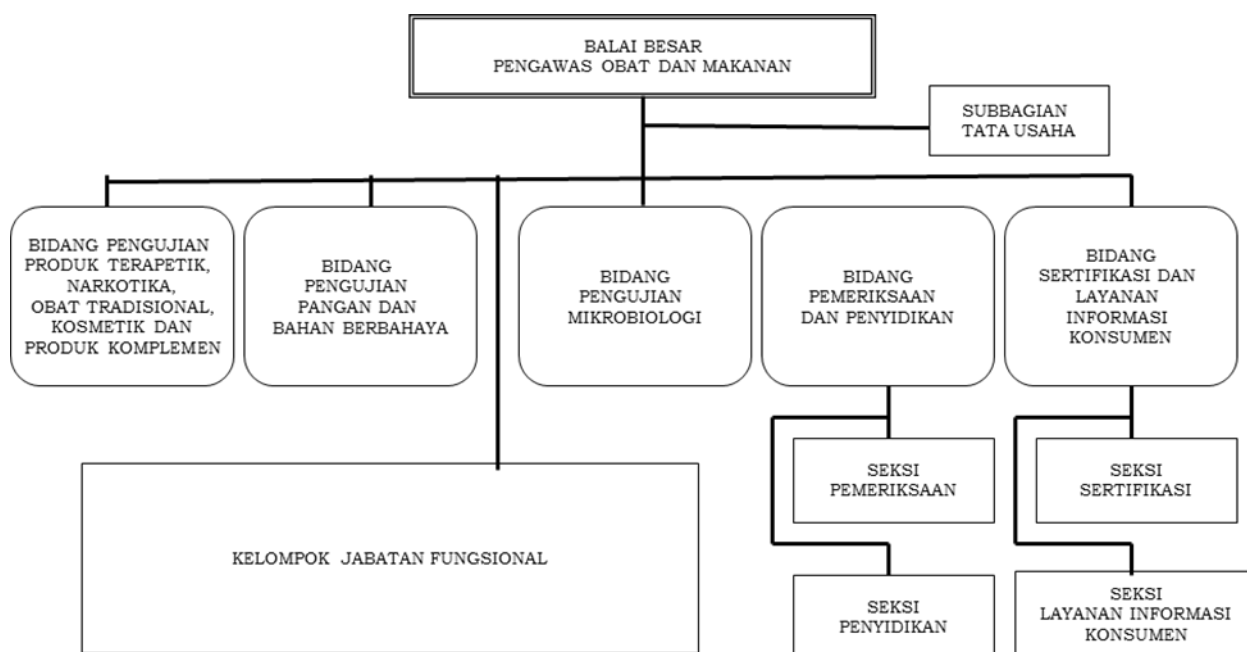 BALAI BESAR
PENGAWAS OBAT DAN MAKANAN
SUBBAGIAN
TATA USAHA
BIDANG PENGUJIAN
PRODUK TERAPETIK,
NARKOTIKA,
OBAT TRADISIONAL,
KOSMETIK DAN
PRODUK KOMPLEMEN
BIDANG
PENGUJIAN
PANGAN DAN
BAHAN BERBAHAYA
BIDANG
PENGUJIAN
MIKROBIOLOGI
BIDANG
PEMERIKSAAN
DAN PENYIDIKAN
BIDANG
SERTIFIKASI DAN
LAYANAN
INFORMASI
KONSUMEN
SEKSI
PEMERIKSAAN
SEKSI
SERTIFIKASI
KELOMPOK JABATAN FUNGSIONAL
SEKSI
PENYIDIKAN
SEKSI
LAYANAN INFORMASI
KONSUMEN